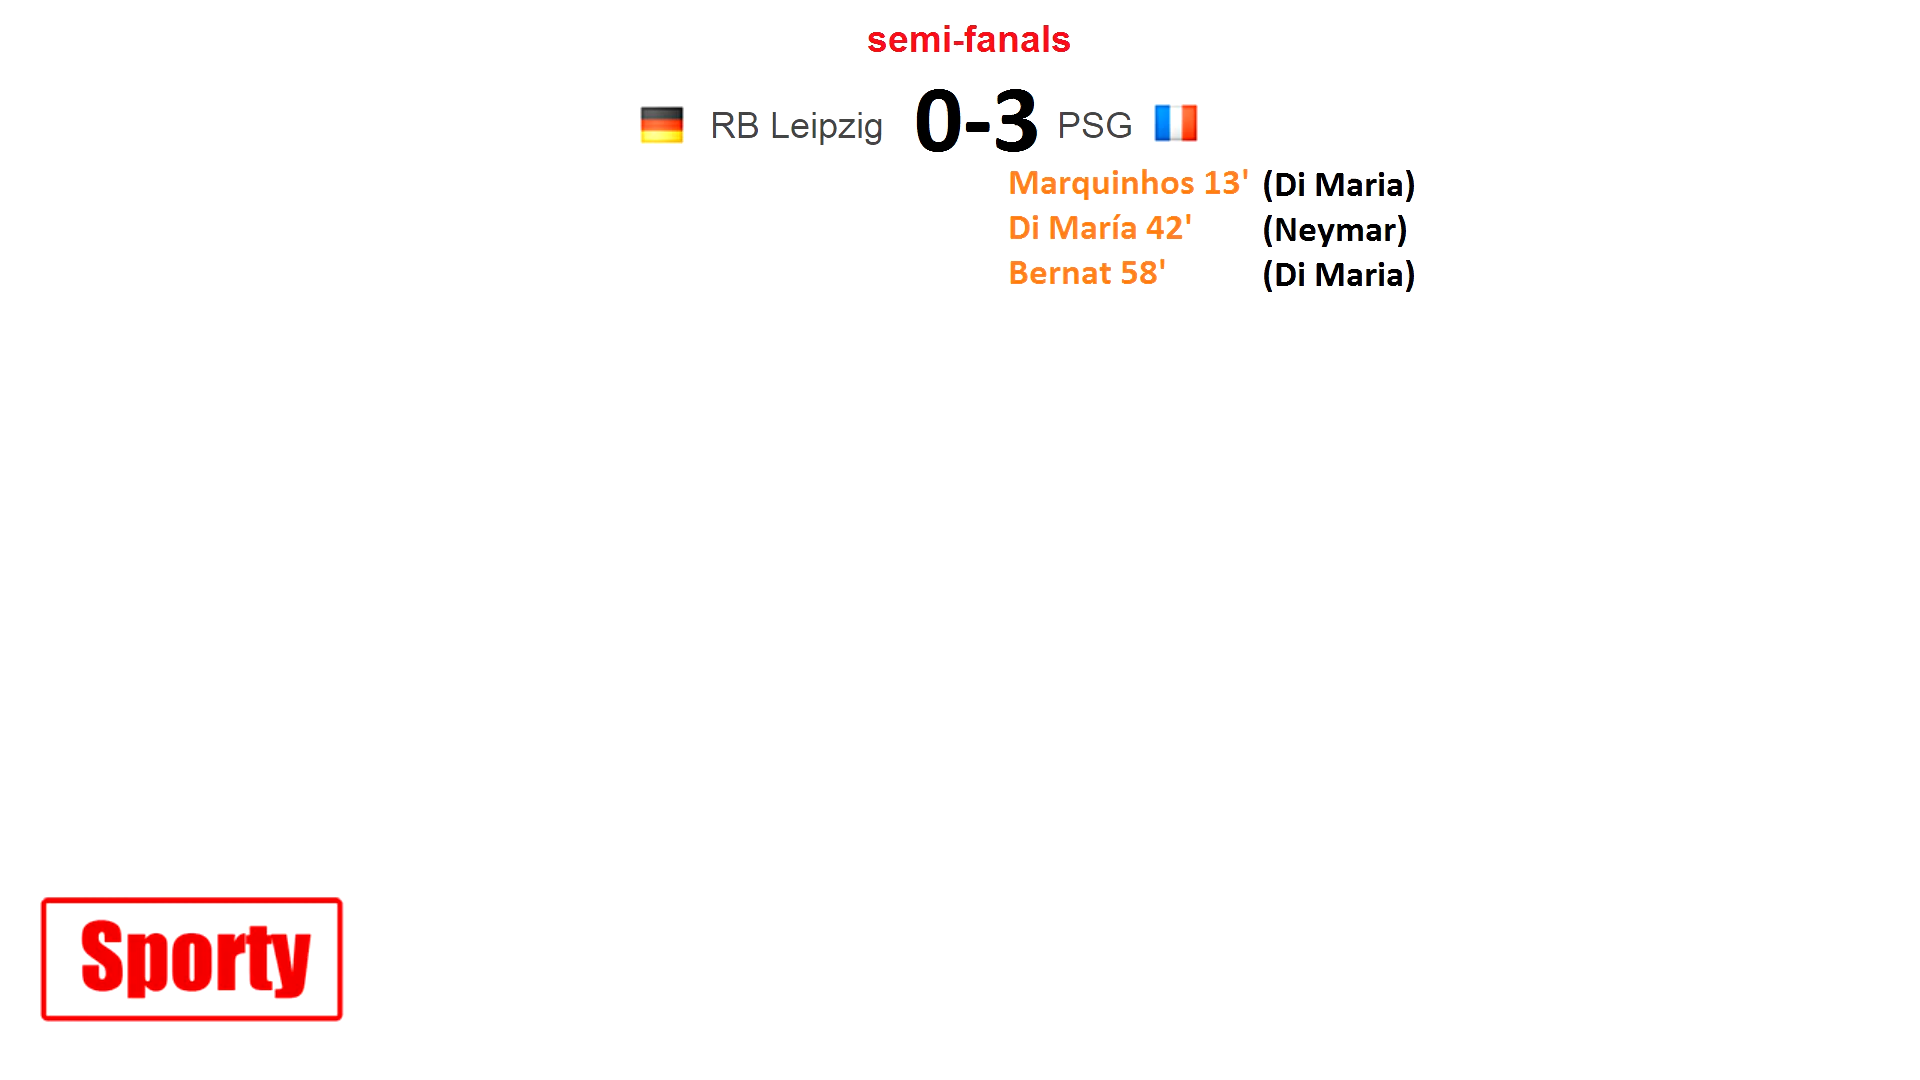 semi-fanals
RB Leipzig 0-3 PSG
Marquinhos 13' (Di Maria)
Di María 42' (Neymar)
Bernat 58' (Di Maria)
Sporty